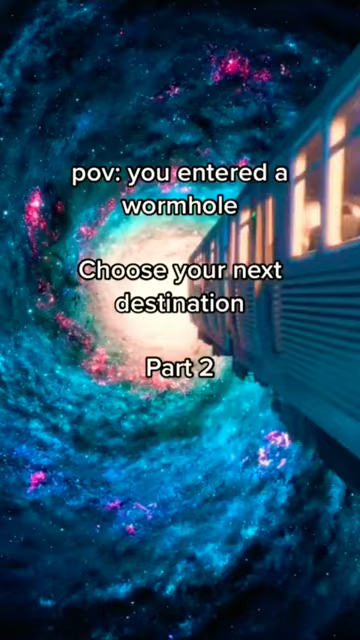 pov: you entered a
wormhole
Choose your next
destination
Part 2